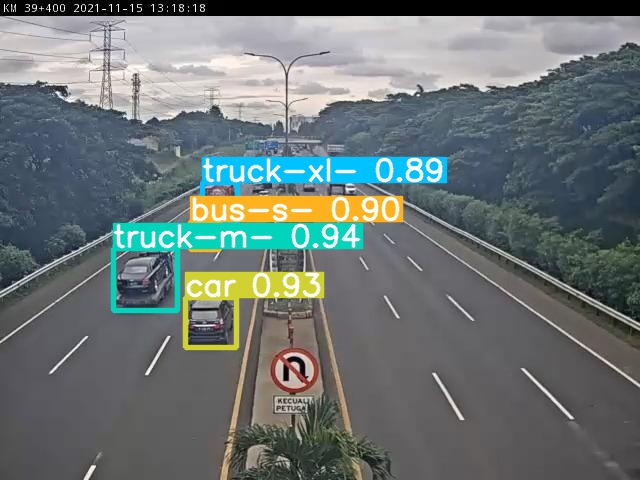 KM 39+400 2021-11-15 13:18:18
truck-xl- 0.89
bus-s- 0.90
truck-m- 0.94
car 0.93
KECUALI
PETUGAS